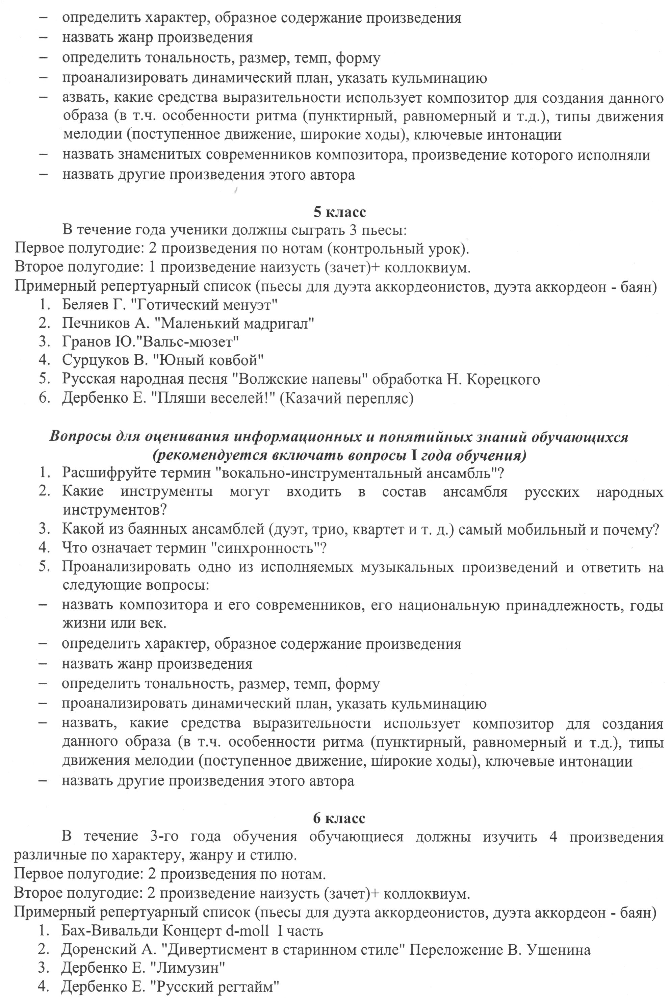 – определить характер, образное содержание произведения
– назвать жанр произведения
– определить тональность, размер, темп, форму
– проанализировать динамический план, указать кульминацию
– азвать, какие средства выразительности использует композитор для создания данного
образа (в т.ч. особенности ритма (пунктирный, равномерный и т.д.), типы движения
мелодии (поступенное движение, широкие ходы), ключевые интонации
– назвать знаменитых современников композитора, произведение которого исполняли
– назвать другие произведения этого автора
5 класс
В течение года ученики должны сыграть 3 пьесы:
Первое полугодие: 2 произведения по нотам (контрольный урок).
Второе полугодие: 1 произведение наизусть (зачет)+ коллоквиум.
Примерный репертуарный список (пьесы для дуэта аккордеонистов, дуэта аккордеон - баян)
1. Беляев Г. "Готический менуэт"
2. Печников А. "Маленький мадригал"
3. Гранов Ю."Вальс-мюзет"
4. Сурцуков В. "Юный ковбой"
5. Русская народная песня "Волжские напевы" обработка Н. Корецкого
6. Дербенко Е. "Пляши веселей!" (Казачий перепляс)
Вопросы для оценивания информационных и понятийных знаний обучающихся
(рекомендуется включать вопросы I года обучения)
1. Расшифруйте термин "вокально-инструментальный ансамбль"?
2. Какие инструменты могут входить в состав ансамбля русских народных
инструментов?
3. Какой из баянных ансамблей (дуэт, трио, квартет и т. д.) самый мобильный и почему?
4. Что означает термин "синхронность"?
5. Проанализировать одно из исполняемых музыкальных произведений и ответить на
следующие вопросы:
– назвать композитора и его современников, его национальную принадлежность, годы
жизни или век.
– определить характер, образное содержание произведения
– назвать жанр произведения
– определить тональность, размер, темп, форму
– проанализировать динамический план, указать кульминацию
– назвать, какие средства выразительности использует композитор для создания
данного образа (в т.ч. особенности ритма (пунктирный, равномерный и т.д.), типы
движения мелодии (поступенное движение, широкие ходы), ключевые интонации
– назвать другие произведения этого автора
6 класс
В течение 3-го года обучения обучающиеся должны изучить 4 произведения
различные по характеру, жанру и стилю.
Первое полугодие: 2 произведения по нотам.
Второе полугодие: 2 произведение наизусть (зачет)+ коллоквиум.
Примерный репертуарный список (пьесы для дуэта аккордеонистов, дуэта аккордеон - баян)
1. Бах-Вивальди Концерт d-moll I часть
2. Доренский А. "Дивертисмент в старинном стиле" Переложение В. Ушенина
3. Дербенко Е. "Лимузин"
4. Дербенко Е. "Русский регтайм"